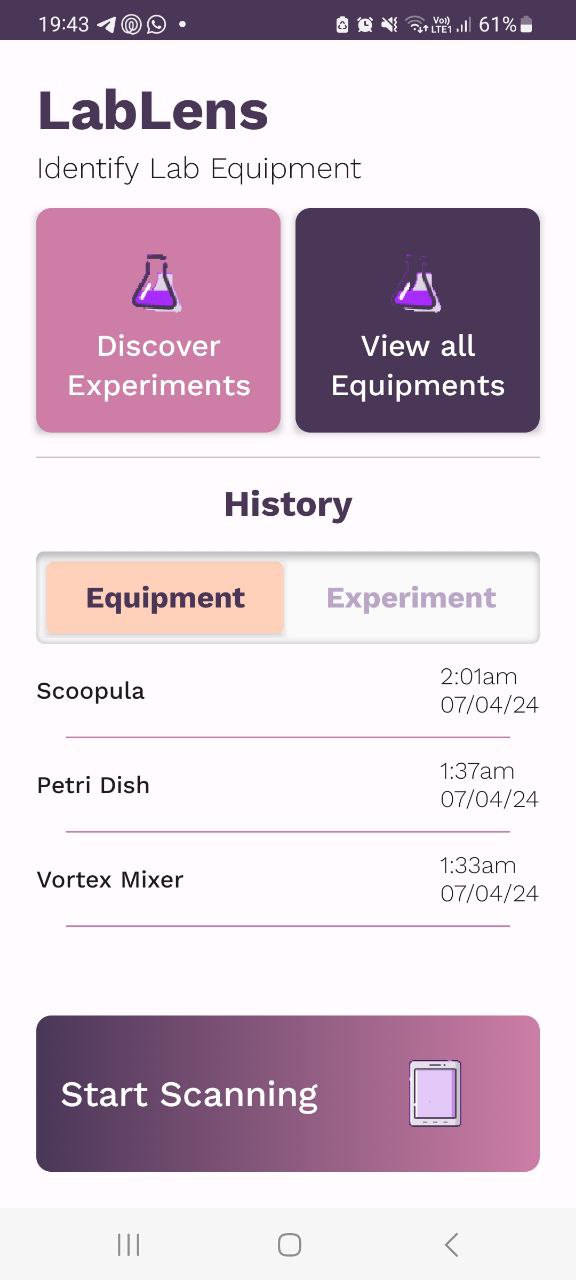 19:43 61%
Vo))
LTE1
LabLens
Identify Lab Equipment
Discover
Experiments
View all
Equipments
History
Equipment Experiment
Scoopula
2:01am
07/04/24
Petri Dish
1:37am
07/04/24
Vortex Mixer
1:33am
07/04/24
Start Scanning